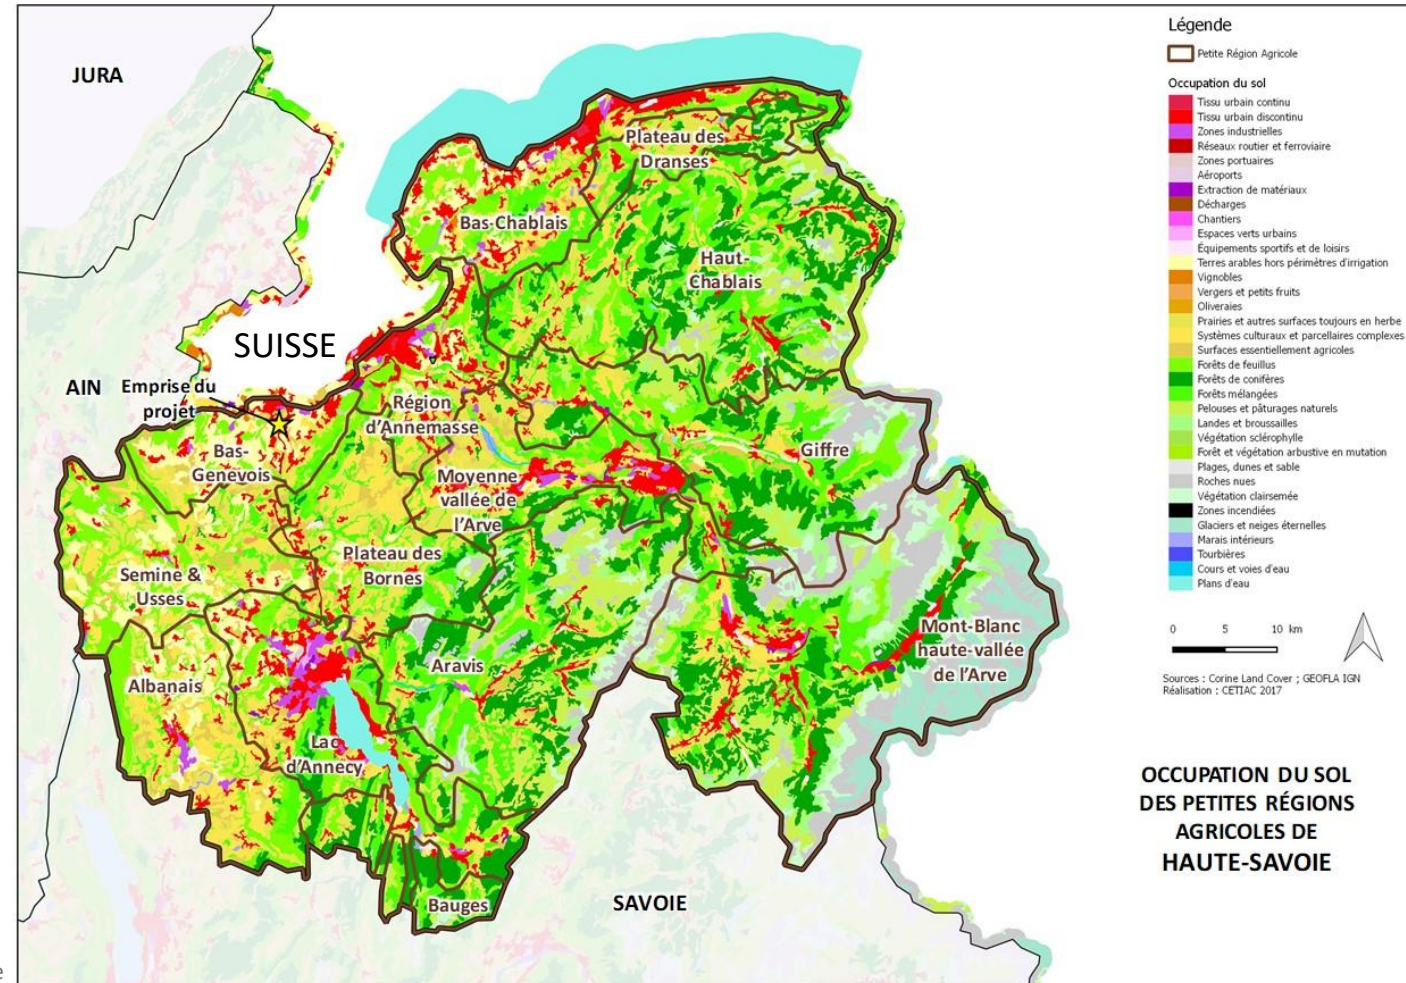 JURA
SUISSE
AIN
Emprise du
projet
Plateau des
Dranses
Bas-Chablais
Haut-
Chablais
Région
d'Annemasse
Bas-
Genevois
Giffre
Moyenne
vallée de
l'Arve
Plateau des
Bornes
Semine &
Usses
Mont-Blanc
haute-vallée
de l'Arve
Aravis
Albanais
Lac
d'Annecy
Bauges
SAVOIE
Légende
Petite Région Agricole
Occupation du sol
Tissu urbain continu
Tissu urbain discontinu
Zones industrielles
Réseaux routier et ferroviaire
Zones portuaires
Aéroports
Extraction de matériaux
Décharges
Chantiers
Espaces verts urbains
Équipements sportifs et de loisirs
Terres arables hors périmètres d'irrigation
Vignobles
Vergers et petits fruits
Oliveraies
Prairies et autres surfaces toujours en herbe
Systèmes culturaux et parcellaires complexes
Surfaces essentiellement agricoles
Forêts de feuillus
Forêts de conifères
Forêts mélangées
Pelouses et pâturages naturels
Landes et broussailles
Végétation sclérophylle
Forêt et végétation arbustive en mutation
Plages, dunes et sable
Roches nues
Végétation clairsemée
Zones incendiées
Glaciers et neiges éternelles
Marais intérieurs
Tourbières
Cours et voies d'eau
Plans d'eau
0 5 10 km
Sources : Corine Land Cover ; GEOFLA IGN
Réalisation : CETIAC 2017
OCCUPATION DU SOL
DES PETITES RÉGIONS
AGRICOLES DE
HAUTE-SAVOIE
e